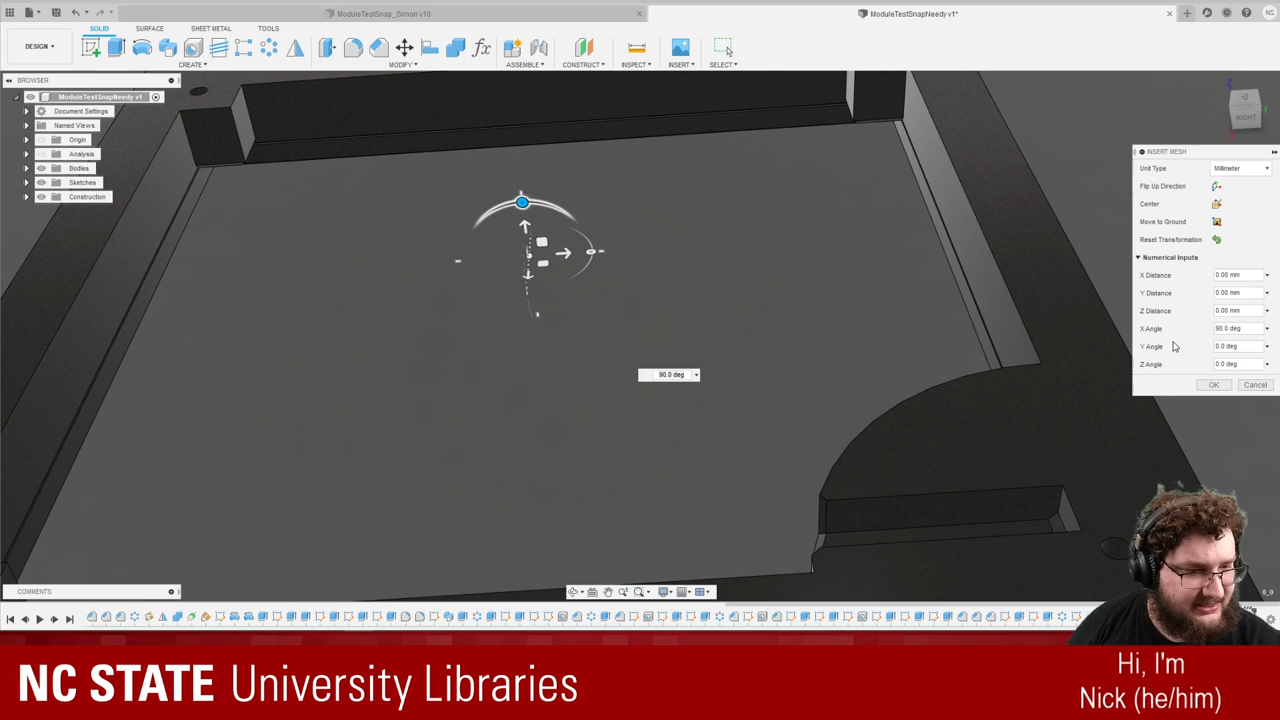 ModuleTestSnap_Simon v10
ModuleTestSnapNeedy v1*
NS
DESIGN
SOLID
SURFACE
SHEET METAL
TOOLS
CREATE
MODIFY
ASSEMBLE
CONSTRUCT
INSPECT
INSERT
SELECT
BROWSER
ModuleTestSnapNeedy v1
Document Settings
Named Views
Origin
Analysis
Bodies
Sketches
Construction
Z
RIGHT
INSERT MESH
Unit Type Millimeter
Flip Up Direction
Center
Move to Ground
Reset Transformation
Numerical Inputs
X Distance 0.00 mm
Y Distance 0.00 mm
Z Distance 0.00 mm
X Angle 90.0 deg
Y Angle 0.0 deg
Z Angle 0.0 deg
OK Cancel
90.0 deg
COMMENTS
NC STATE University Libraries
Hi, I'm
Nick (he/him)